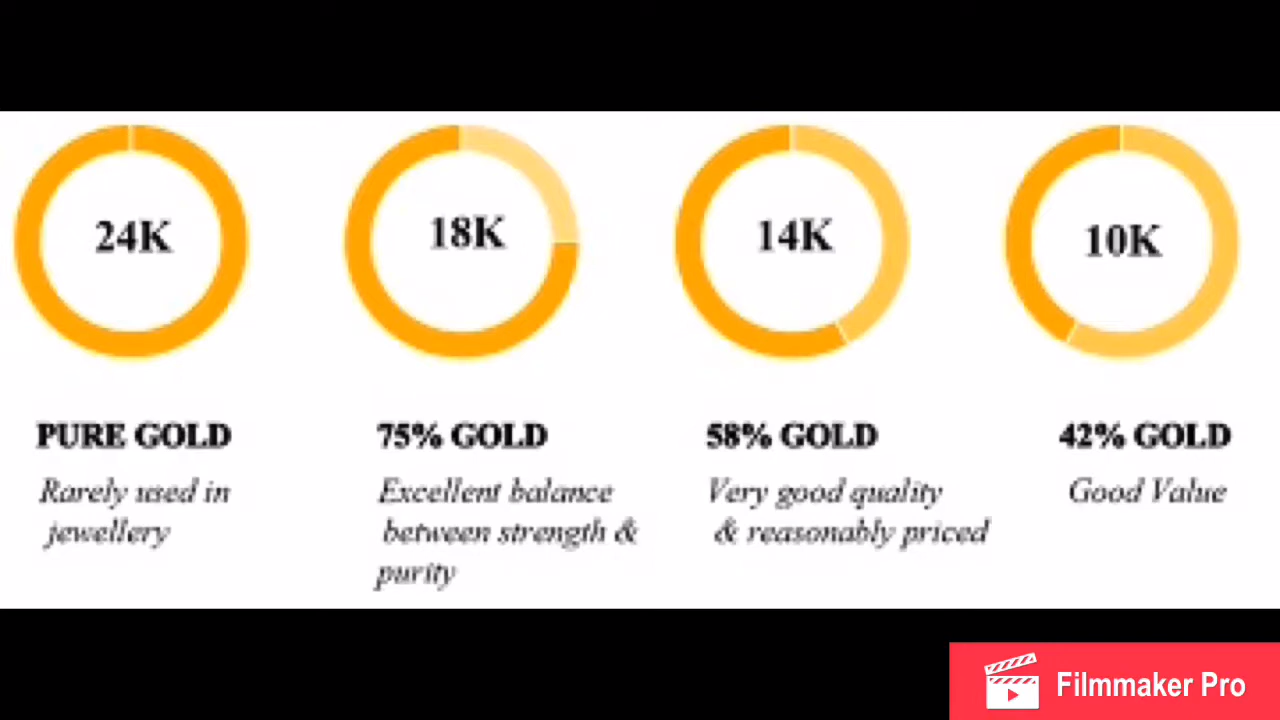 24K
18K
14K
10K
PURE GOLD
Rarely used in
jewellery
75% GOLD
Excellent balance
between strength &
purity
58% GOLD
Very good quality
& reasonably priced
42% GOLD
Good Value
Filmmaker Pro